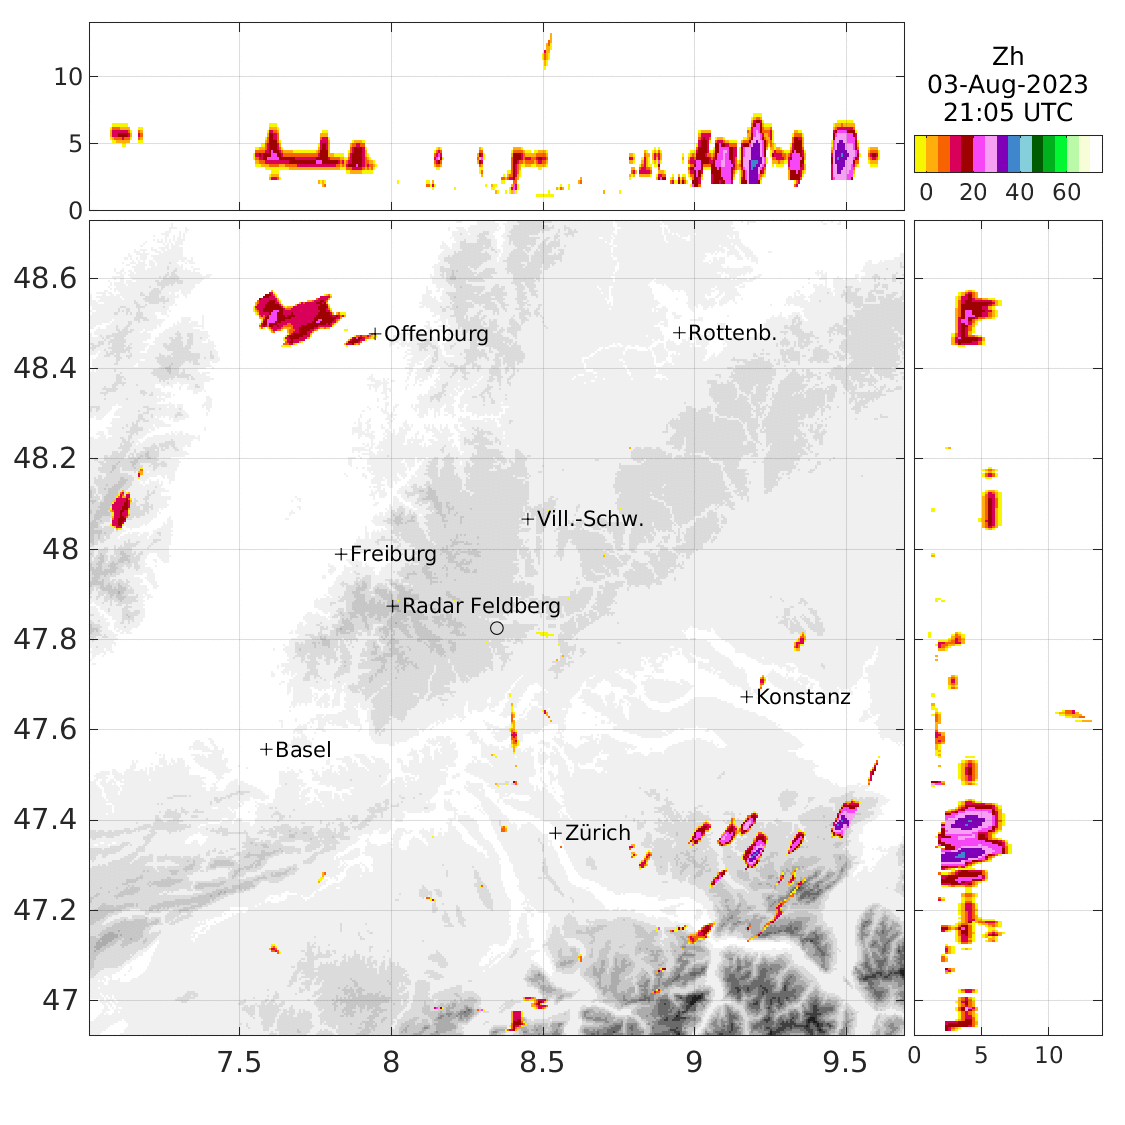 10
5
0
Zh
03-Aug-2023
21:05 UTC
0 20 40 60
48.6
48.4
48.2
48
47.8
47.6
47.4
47.2
47
Offenburg
Rottenb.
Vill.-Schw.
Freiburg
Radar Feldberg
Konstanz
Basel
Zürich
7.5 8 8.5 9 9.5
0 5 10